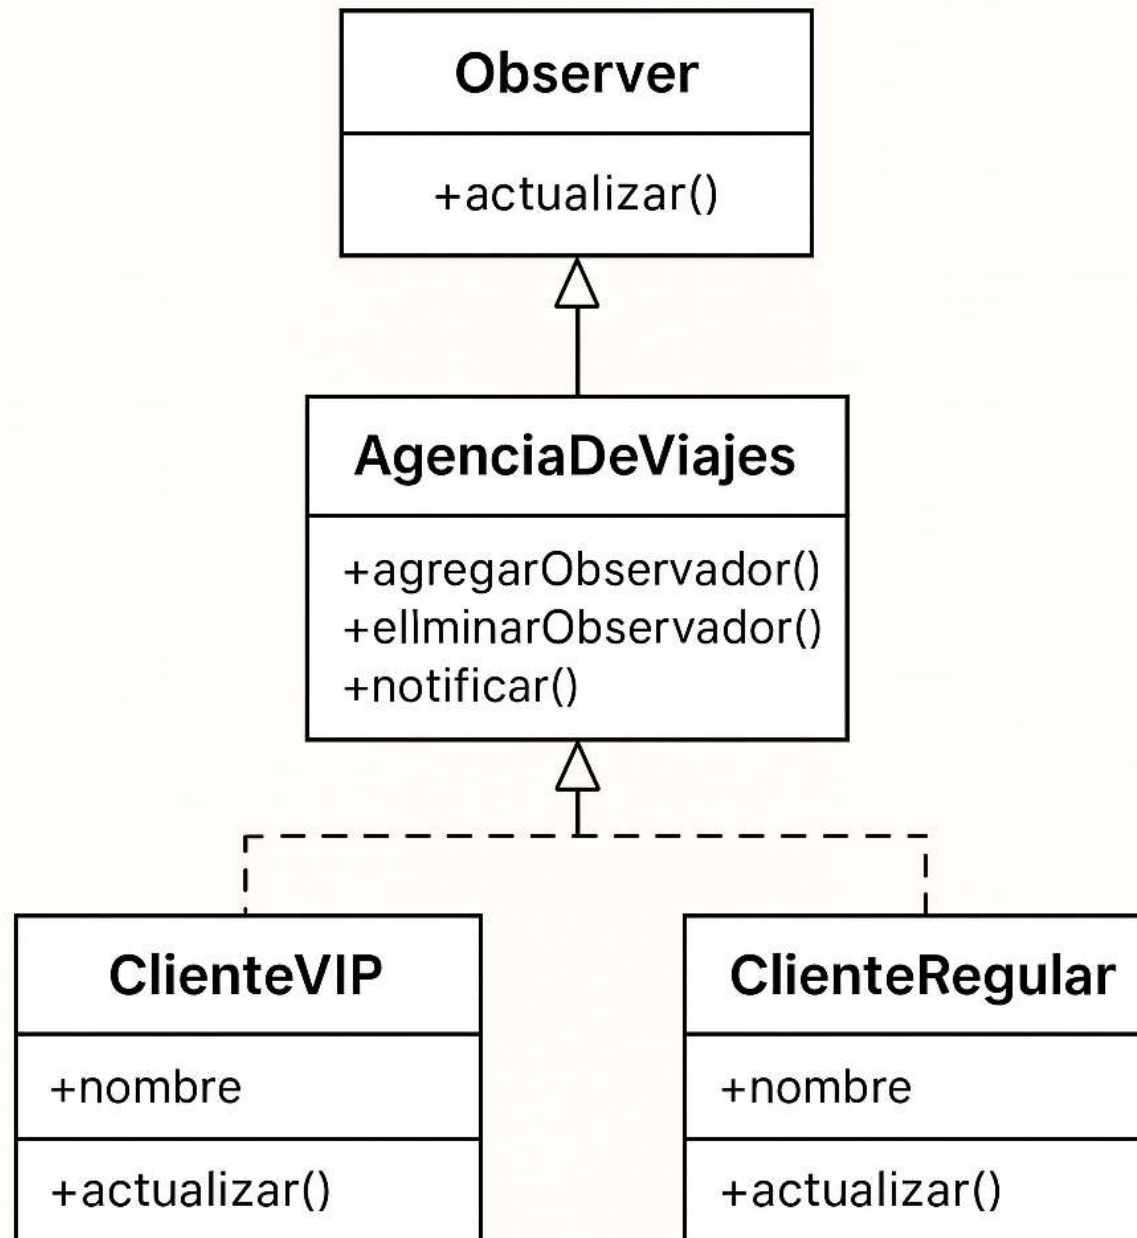 Observer
+actualizar()
AgenciaDeViajes
+agregarObservador()
+ellminarObservador()
+notificar()
ClienteVIP
+nombre
+actualizar()
ClienteRegular
+nombre
+actualizar()